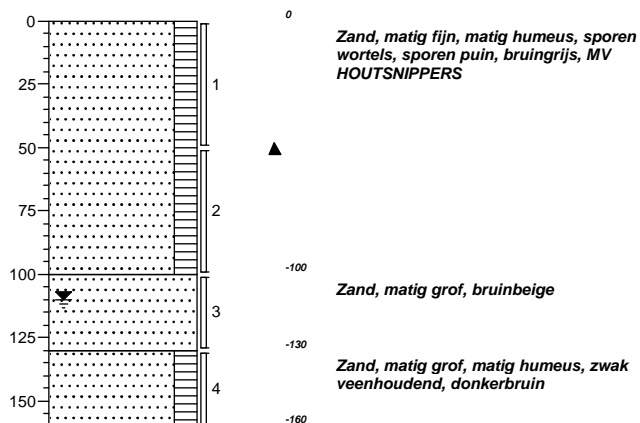 0
0
Zand, matig fijn, matig humeus, sporen
wortels, sporen puin, bruingrijs, MV
HOUTSNIPPERS
25
1
50
75
2
100
-100
Zand, matig grof, bruinbeige
3
125
-130
Zand, matig grof, matig humeus, zwak
veenhoudend, donkerbruin
4
150
-160